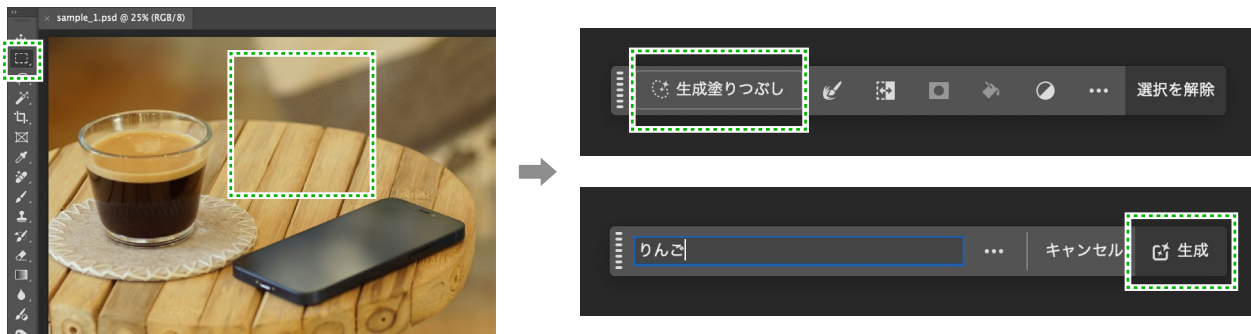 × sample_1.psd @ 25% (RGB/8)
生成塗りつぶし
選択を解除
りんご
キャンセル
生成